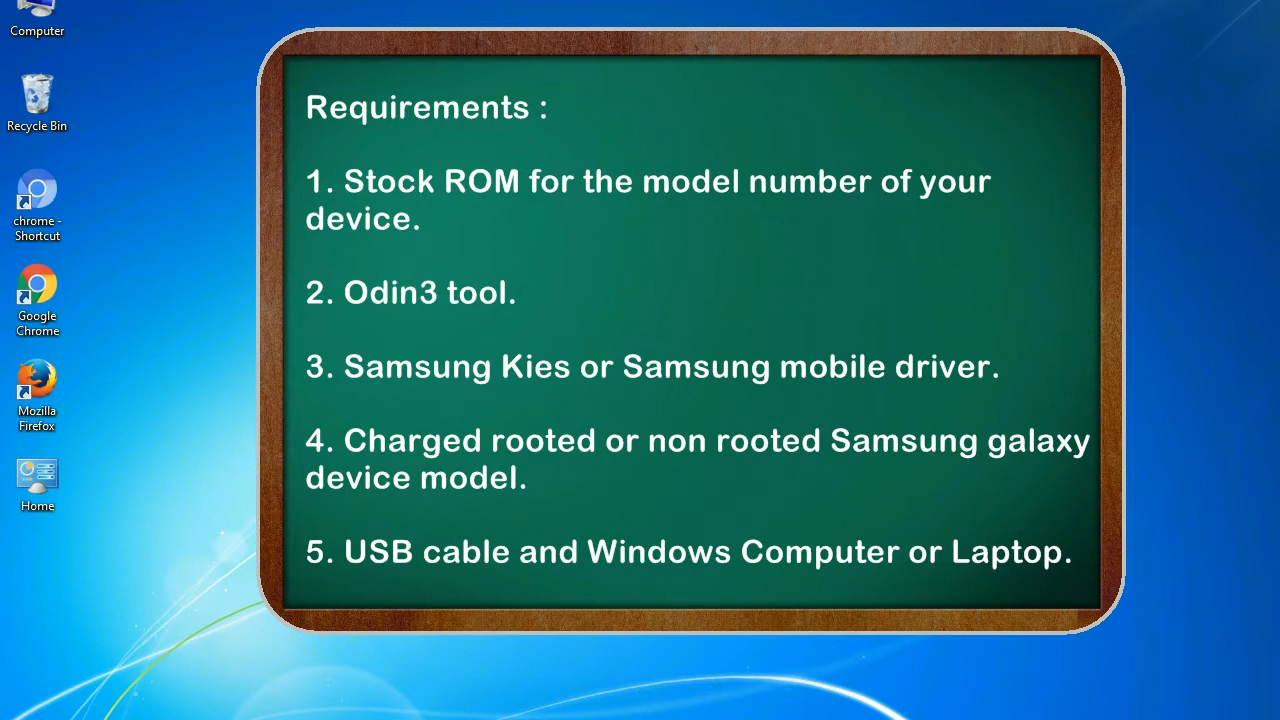 Computer
Recycle Bin
chrome -
Shortcut
Google
Chrome
Mozilla
Firefox
Home
Requirements :
1. Stock ROM for the model number of your
device.
2. Odin3 tool.
3. Samsung Kies or Samsung mobile driver.
4. Charged rooted or non rooted Samsung galaxy
device model.
5. USB cable and Windows Computer or Laptop.